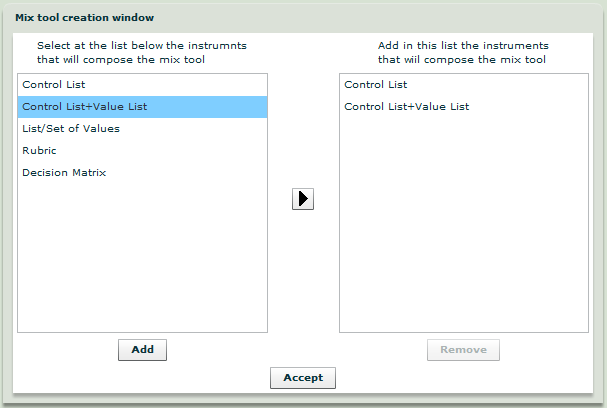 Mix tool creation window
Select at the list below the instrumnts
that will compose the mix tool
Add in this list the instruments
that will compose the mix tool
Control List
Control List+Value List
List/Set of Values
Rubric
Decision Matrix
Control List
Control List+Value List
Add
Remove
Accept